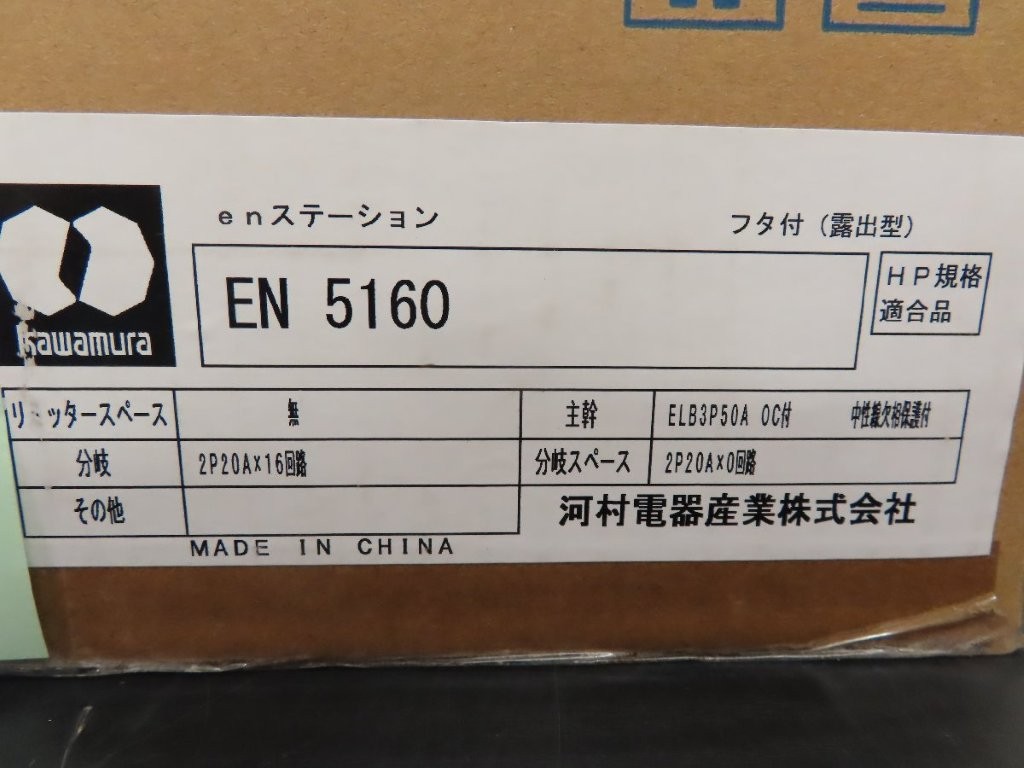 enステーション
フタ付(露出型)
EN 5160
HP規格
適合品
kawamura
リ ッタースペース 無 主幹 ELB3P50A OC付 中性線欠相保護付
分岐 2P20A×16回路 分岐スペース 2P20A×0回路
その他
河村電器産業株式会社
MADE IN CHINA